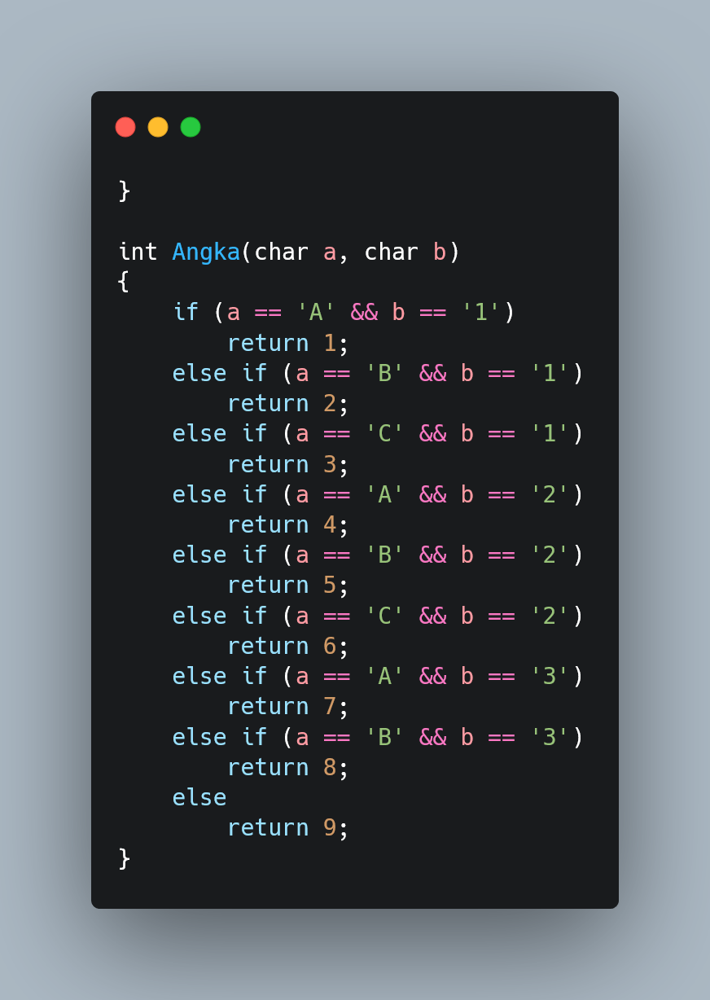 }
int Angka(char a, char b)
{
    if (a == 'A' && b == '1')
        return 1;
    else if (a == 'B' && b == '1')
        return 2;
    else if (a == 'C' && b == '1')
        return 3;
    else if (a == 'A' && b == '2')
        return 4;
    else if (a == 'B' && b == '2')
        return 5;
    else if (a == 'C' && b == '2')
        return 6;
    else if (a == 'A' && b == '3')
        return 7;
    else if (a == 'B' && b == '3')
        return 8;
    else
        return 9;
}